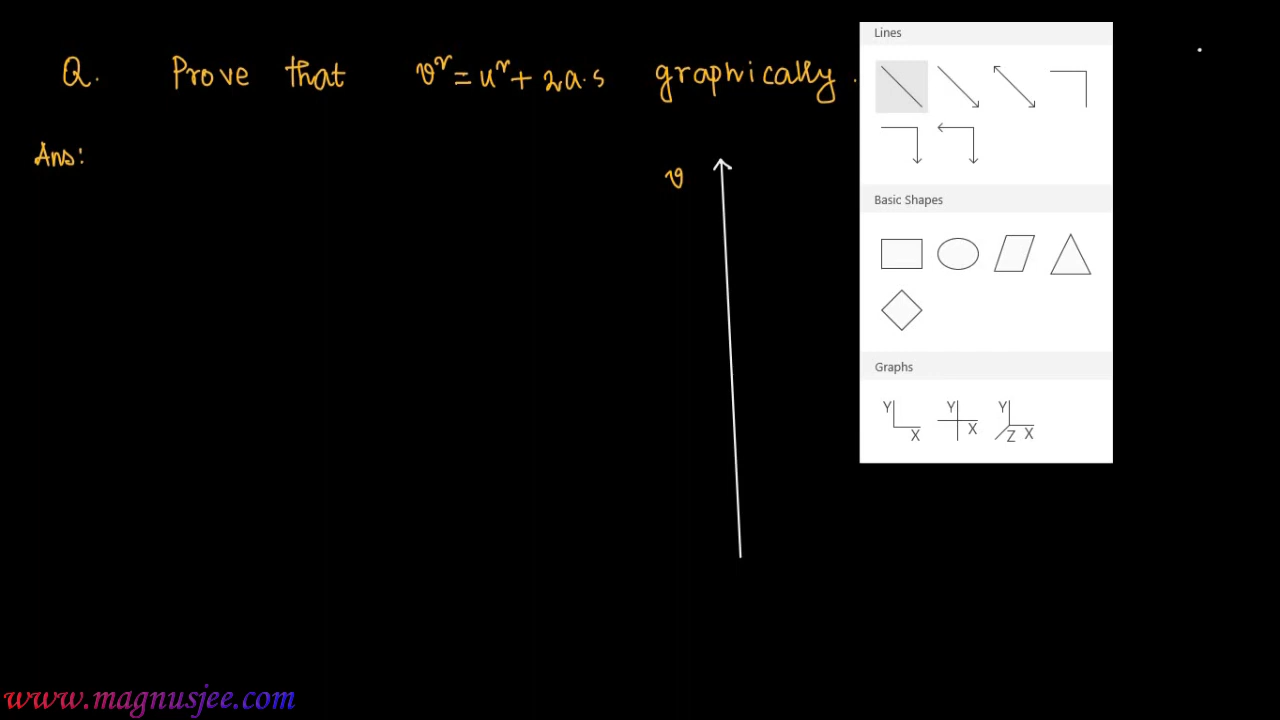 Q. Prove that v² = u² + 2a.s graphically.
Ans:
v
Lines
Basic Shapes
Graphs
Y X Y X Y Z X
www.magnusjee.com